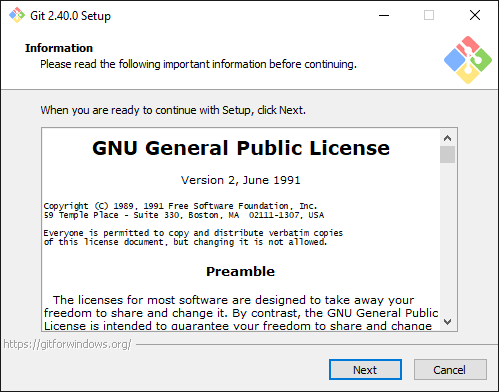 Git 2.40.0 Setup
Information
Please read the following important information before continuing.
When you are ready to continue with Setup, click Next.
GNU General Public License
Version 2, June 1991
Copyright (C) 1989, 1991 Free Software Foundation, Inc.
59 Temple Place - Suite 330, Boston, MA  02111-1307, USA
Everyone is permitted to copy and distribute verbatim copies
of this license document, but changing it is not allowed.
Preamble
The licenses for most software are designed to take away your
freedom to share and change it. By contrast, the GNU General Public
License is intended to guarantee your freedom to share and change
https://gitforwindows.org/
Next
Cancel